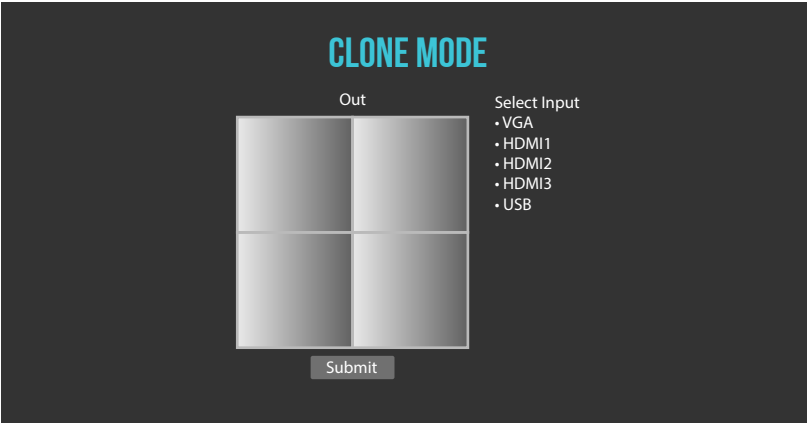 CLONE MODE
Out
Select Input
• VGA
• HDMI1
• HDMI2
• HDMI3
• USB
Submit